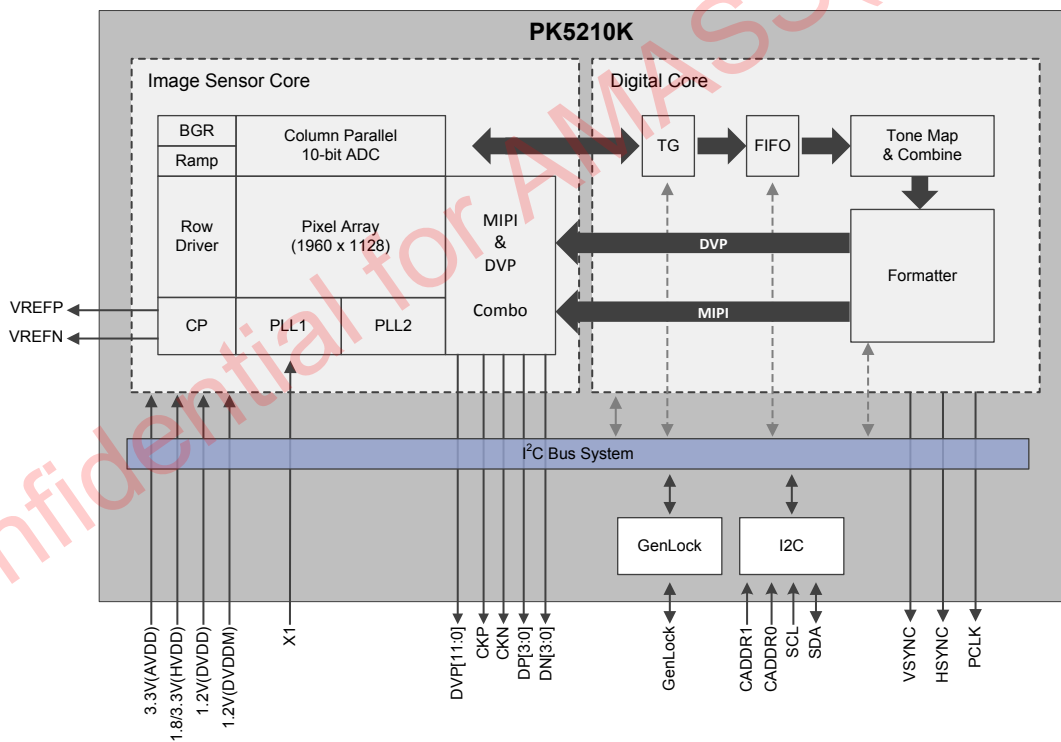 PK5210K
Image Sensor Core
Digital Core
BGR
Ramp
Column Parallel
10-bit ADC
TG
FIFO
Tone Map
& Combine
Row
Driver
Pixel Array
(1960 x 1128)
MIPI
&
DVP
Combo
DVP
MIPI
Formatter
VREFP
VREFN
CP
PLL1
PLL2
I²C Bus System
GenLock
I2C
3.3V(AVDD)
1.8/3.3V(HVDD)
1.2V(DVDD)
1.2V(DVDDM)
X1
DVP[11:0]
CKP
CKN
DP[3:0]
DN[3:0]
GenLock
CADDR1
CADDR0
SCL
SDA
VSYNC
HSYNC
PCLK
nfidential for AMASS